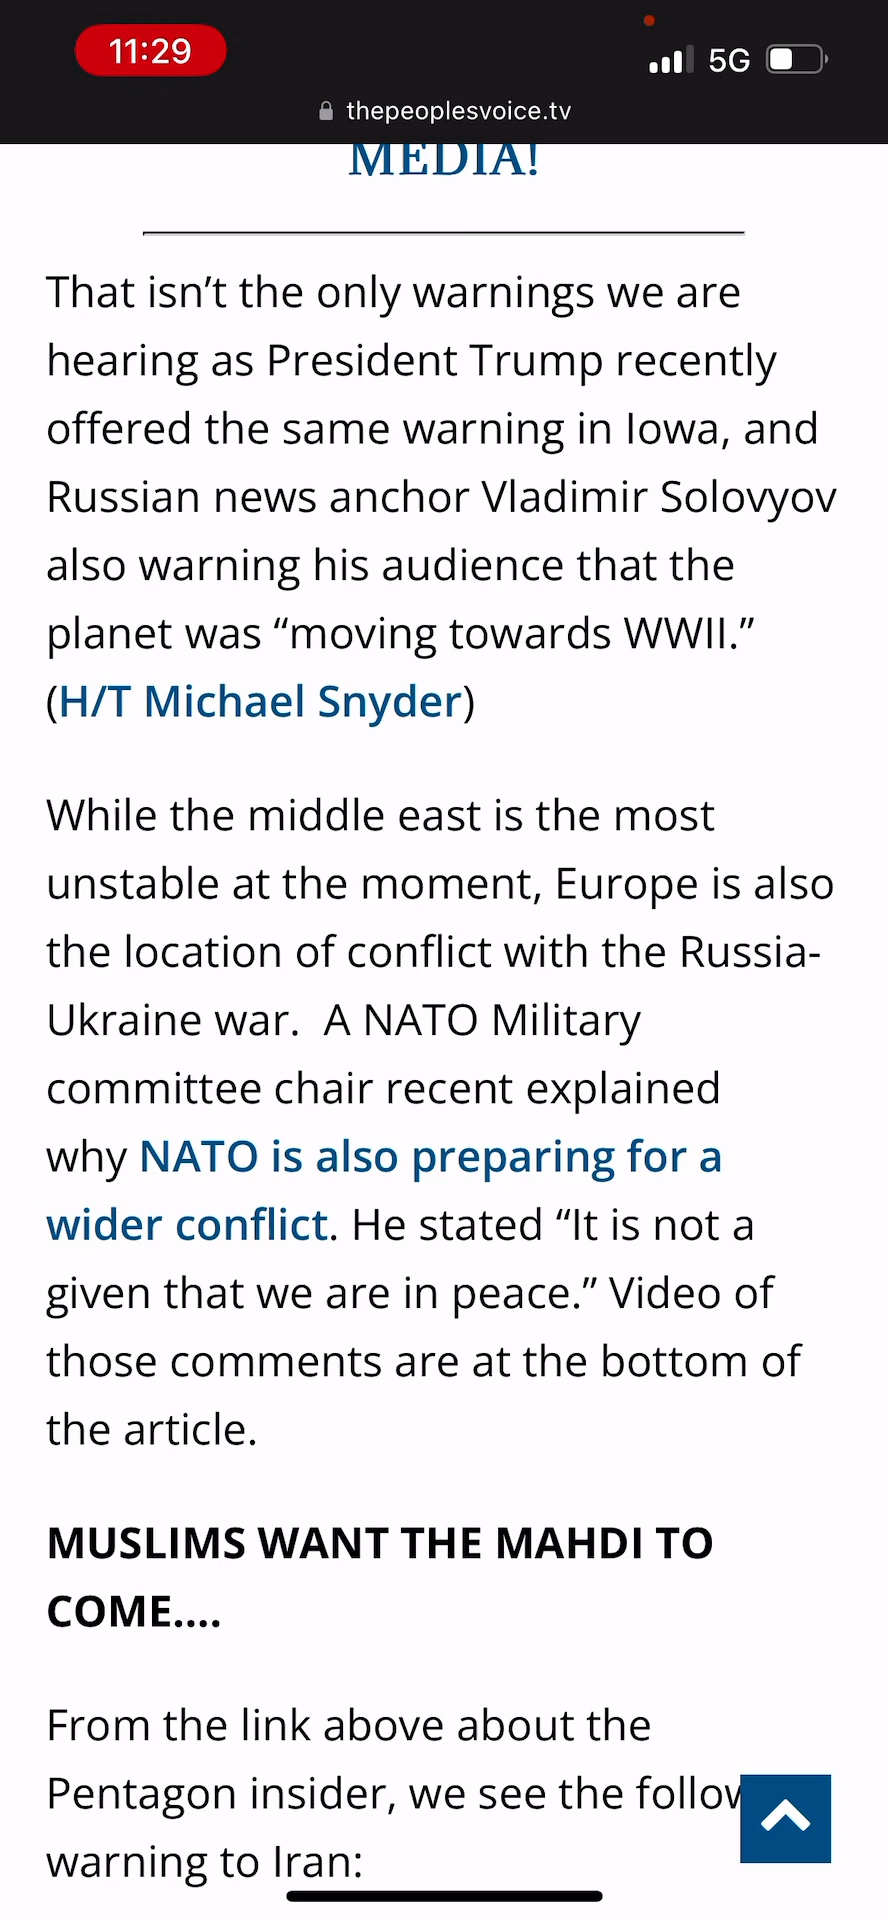 11:29
5G
thepeoplesvoice.tv
MEDIA!
That isn’t the only warnings we are
hearing as President Trump recently
offered the same warning in Iowa, and
Russian news anchor Vladimir Solovyov
also warning his audience that the
planet was “moving towards WWII.”
(H/T Michael Snyder)
While the middle east is the most
unstable at the moment, Europe is also
the location of conflict with the Russia-
Ukraine war.  A NATO Military
committee chair recent explained
why NATO is also preparing for a
wider conflict. He stated “It is not a
given that we are in peace.” Video of
those comments are at the bottom of
the article.
MUSLIMS WANT THE MAHDI TO
COME....
From the link above about the
Pentagon insider, we see the follow
warning to Iran: